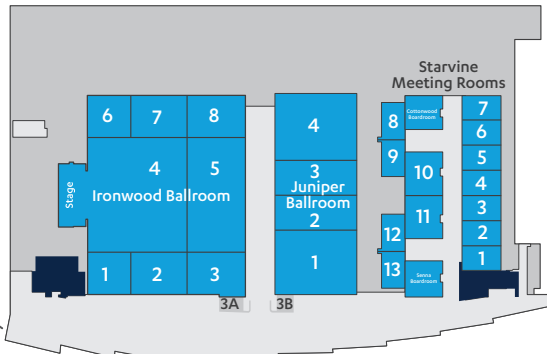 Starvine
Meeting Rooms
6
7
8
4
5
Ironwood Ballroom
Stage
1
2
3
3A
4
3
Juniper
Ballroom
2
1
3B
8
9
Cottonwood
Boardroom
10
11
12
13
Senna
Boardroom
7
6
5
4
3
2
1